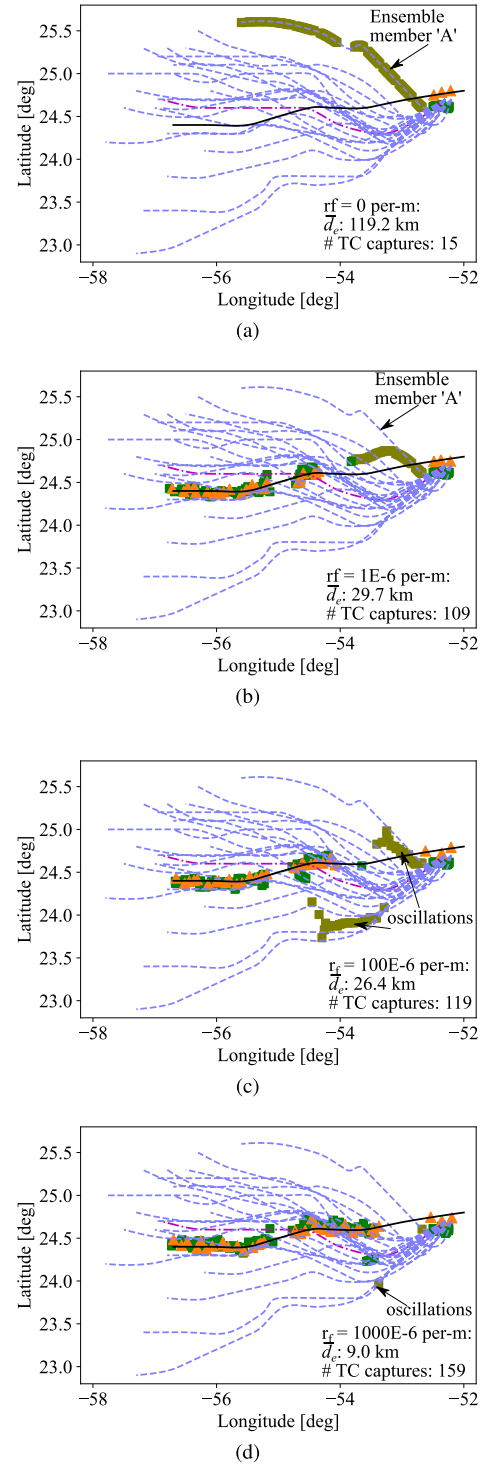 Ensemble
member 'A'
25.5
25.0
24.5
24.0
23.5
23.0
Latitude [deg]
rf = 0 per-m:
d̅ₑ: 119.2 km
# TC captures: 15
−58 −56 −54 −52
Longitude [deg]
(a)
Ensemble
member 'A'
25.5
25.0
24.5
24.0
23.5
23.0
Latitude [deg]
rf = 1E-6 per-m:
d̅ₑ: 29.7 km
# TC captures: 109
−58 −56 −54 −52
Longitude [deg]
(b)
25.5
25.0
24.5
24.0
23.5
23.0
Latitude [deg]
oscillations
r_f = 100E-6 per-m:
d̅ₑ: 26.4 km
# TC captures: 119
−58 −56 −54 −52
Longitude [deg]
(c)
25.5
25.0
24.5
24.0
23.5
23.0
Latitude [deg]
oscillations
r_f = 1000E-6 per-m:
d̅ₑ: 9.0 km
# TC captures: 159
−58 −56 −54 −52
Longitude [deg]
(d)